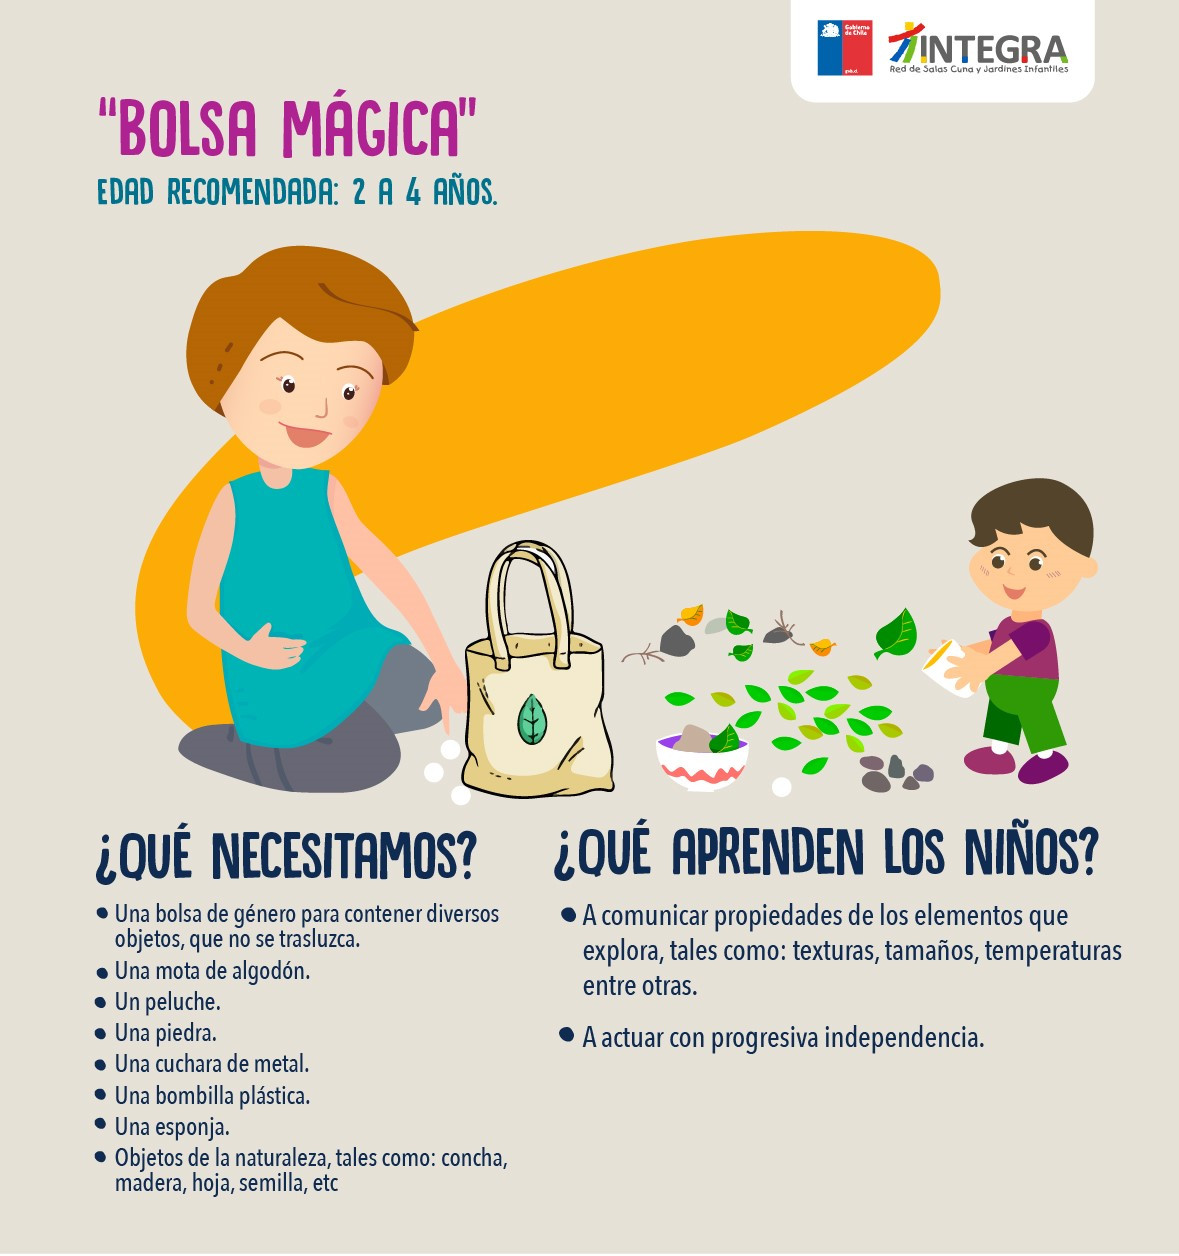 Gobierno
de Chile
gob.cl
INTEGRA
Red de Salas Cuna y Jardines Infantiles
"BOLSA MÁGICA"
EDAD RECOMENDADA: 2 A 4 AÑOS.
¿QUÉ NECESITAMOS?
Una bolsa de género para contener diversos
objetos, que no se trasluzca.
Una mota de algodón.
Un peluche.
Una piedra.
Una cuchara de metal.
Una bombilla plástica.
Una esponja.
Objetos de la naturaleza, tales como: concha,
madera, hoja, semilla, etc
¿QUÉ APRENDEN LOS NIÑOS?
A comunicar propiedades de los elementos que
explora, tales como: texturas, tamaños, temperaturas
entre otras.
A actuar con progresiva independencia.